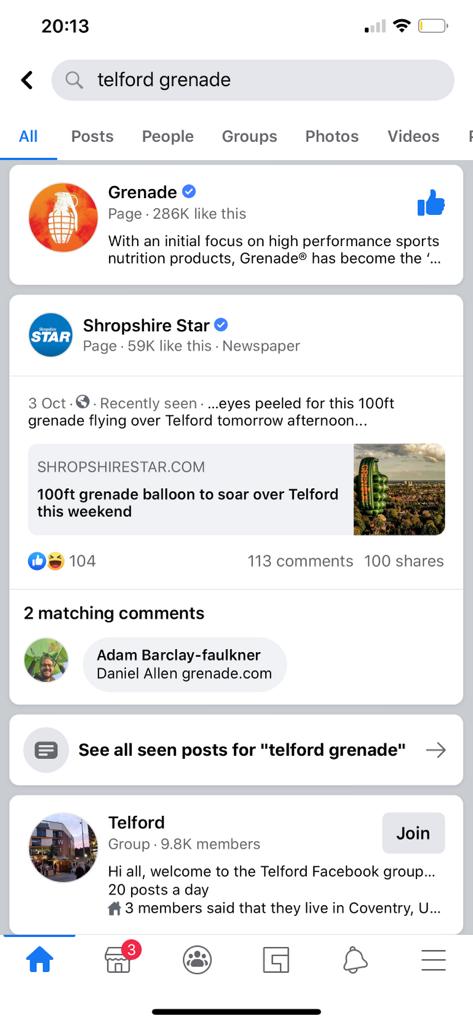 20:13
telford grenade
All Posts People Groups Photos Videos
Grenade
Page · 286K like this
With an initial focus on high performance sports
nutrition products, Grenade® has become the ‘...
Shropshire
STAR
Shropshire Star
Page · 59K like this · Newspaper
3 Oct · · Recently seen · ...eyes peeled for this 100ft
grenade flying over Telford tomorrow afternoon...
SHROPSHIRESTAR.COM
100ft grenade balloon to soar over Telford
this weekend
104 113 comments 100 shares
2 matching comments
Adam Barclay-faulkner
Daniel Allen grenade.com
See all seen posts for "telford grenade"
Telford
Group · 9.8K members
Join
Hi all, welcome to the Telford Facebook group...
20 posts a day
3 members said that they live in Coventry, U...
3